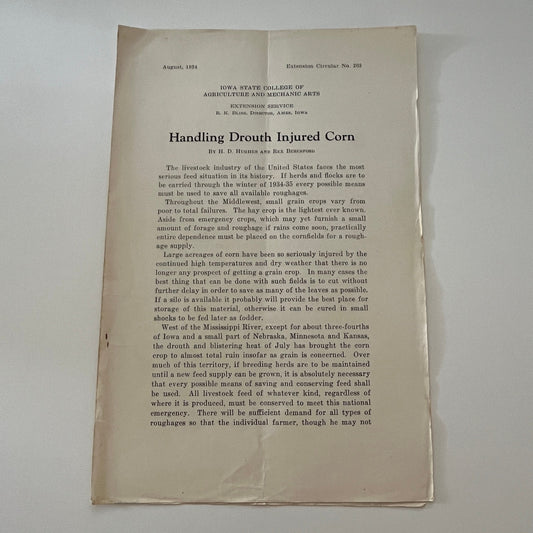 August, 1934 Extension Circular No. 203
IOWA STATE COLLEGE OF
AGRICULTURE AND MECHANIC ARTS
EXTENSION SERVICE
R. K. BLISS, DIRECTOR, AMES, IOWA
Handling Drouth Injured Corn
BY H. D. HUGHES AND REX BERESFORD
The livestock industry of the United States faces the most
serious feed situation in its history. If herds and flocks are to
be carried through the winter of 1934-35 every possible means
must be used to save all available roughages.
Throughout the Middlewest, small grain crops vary from
poor to total failures. The hay crop is the lightest ever known.
Aside from emergency crops, which may yet furnish a small
amount of forage and roughage if rains come soon, practically
entire dependence must be placed on the cornfields for a rough-
age supply.
Large acreages of corn have been so seriously injured by the
continued high temperatures and dry weather that there is no
longer any prospect of getting a grain crop. In many cases the
best thing that can be done with such fields is to cut without
further delay in order to save as many of the leaves as possible.
If a silo is available it probably will provide the best place for
storage of this material, otherwise it can be cured in small
shocks to be fed later as fodder.
West of the Mississippi River, except for about three-fourths
of Iowa and a small part of Nebraska, Minnesota and Kansas,
the drouth and blistering heat of July has brought the corn
crop to almost total ruin insofar as grain is concerned. Over
much of this territory, if breeding herds are to be maintained
until a new feed supply can be grown, it is absolutely necessary
that every possible means of saving and conserving feed shall
be used. All livestock feed of whatever kind, regardless of
where it is produced, must be conserved to meet this national
emergency. There will be sufficient demand for all types of
roughages so that the individual farmer, though he may not